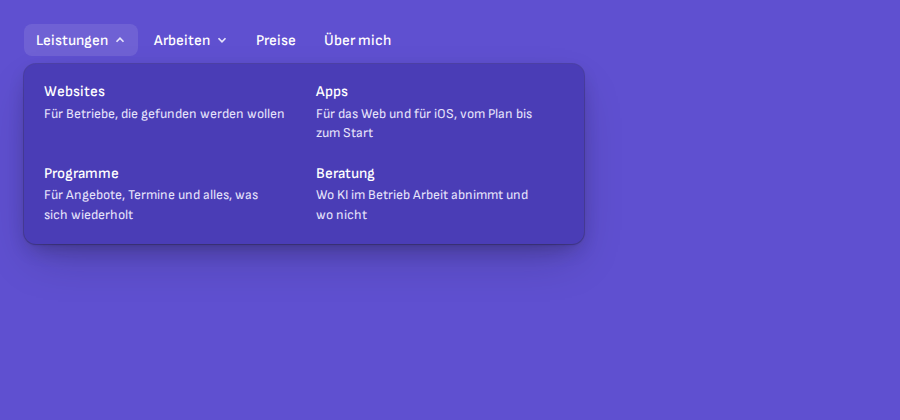 Leistungen
Arbeiten
Preise
Über mich
Websites
Für Betriebe, die gefunden werden wollen
Apps
Für das Web und für iOS, vom Plan bis
zum Start
Programme
Für Angebote, Termine und alles, was
sich wiederholt
Beratung
Wo KI im Betrieb Arbeit abnimmt und
wo nicht